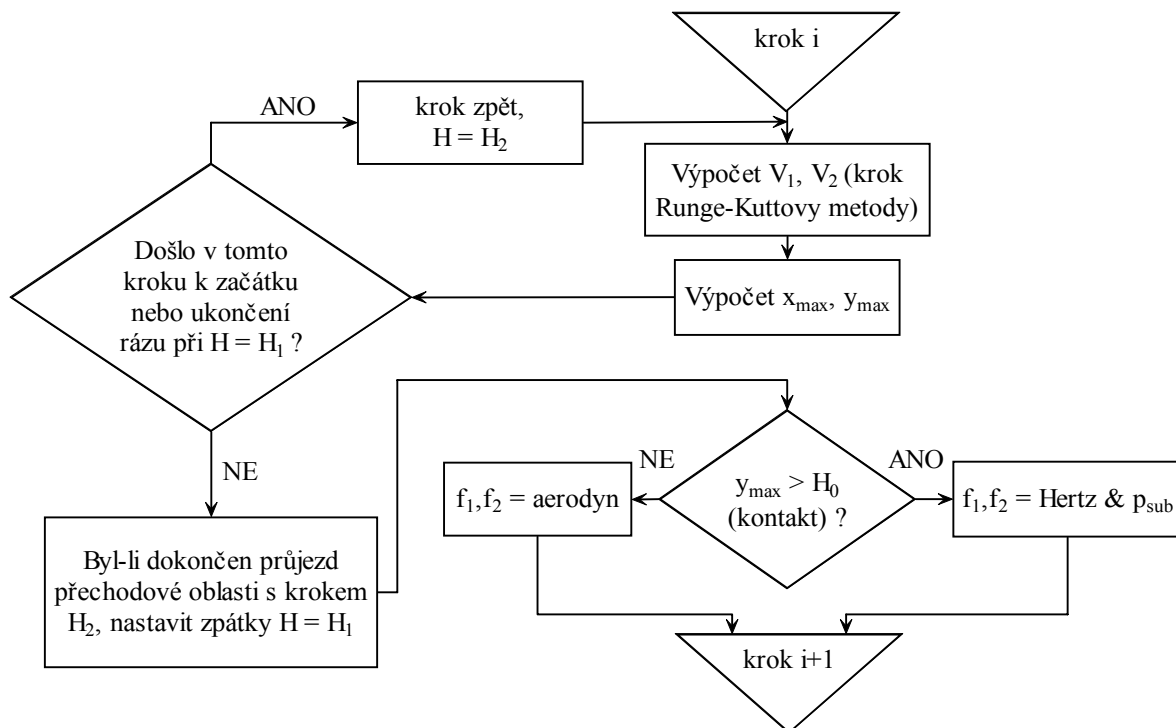 krok i
ANO
krok zpět,
H = H₂
Výpočet V₁, V₂ (krok
Runge-Kuttovy metody)
Výpočet xₘₐₓ, yₘₐₓ
Došlo v tomto
kroku k začátku
nebo ukončení
rázu při H = H₁ ?
NE
Byl-li dokončen průjezd
přechodové oblasti s krokem
H₂, nastavit zpátky H = H₁
yₘₐₓ > H₀
(kontakt) ?
NE
f₁,f₂ = aerodyn
ANO
f₁,f₂ = Hertz & pₛᵤb
krok i+1